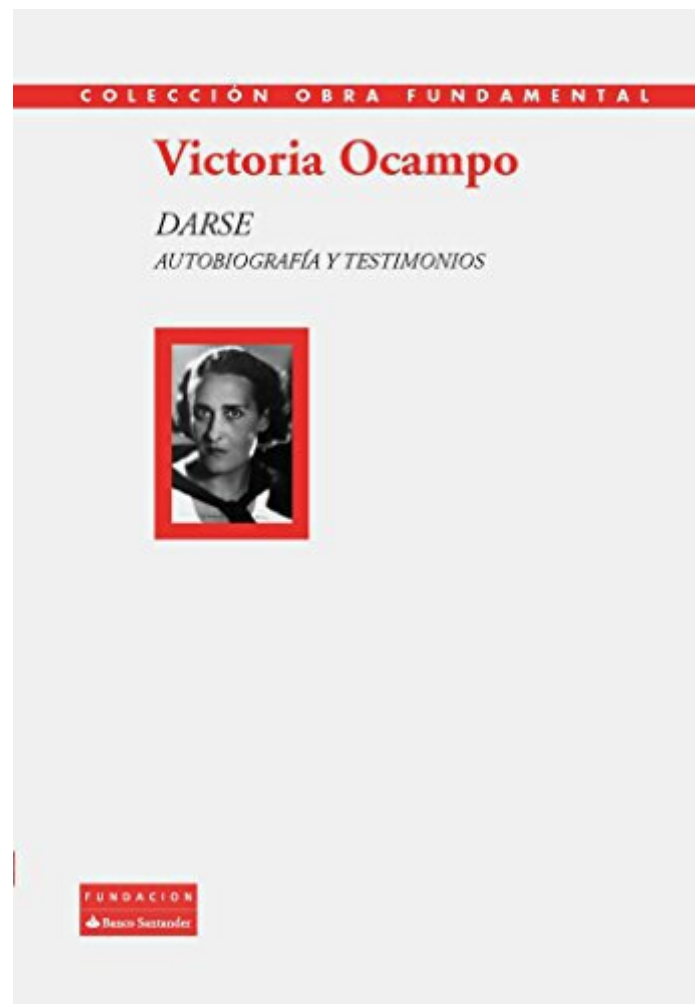 COLECCIÓN OBRA FUNDAMENTAL
Victoria Ocampo
DARSE
AUTOBIOGRAFÍA Y TESTIMONIOS
FUNDACION
Banco Santander